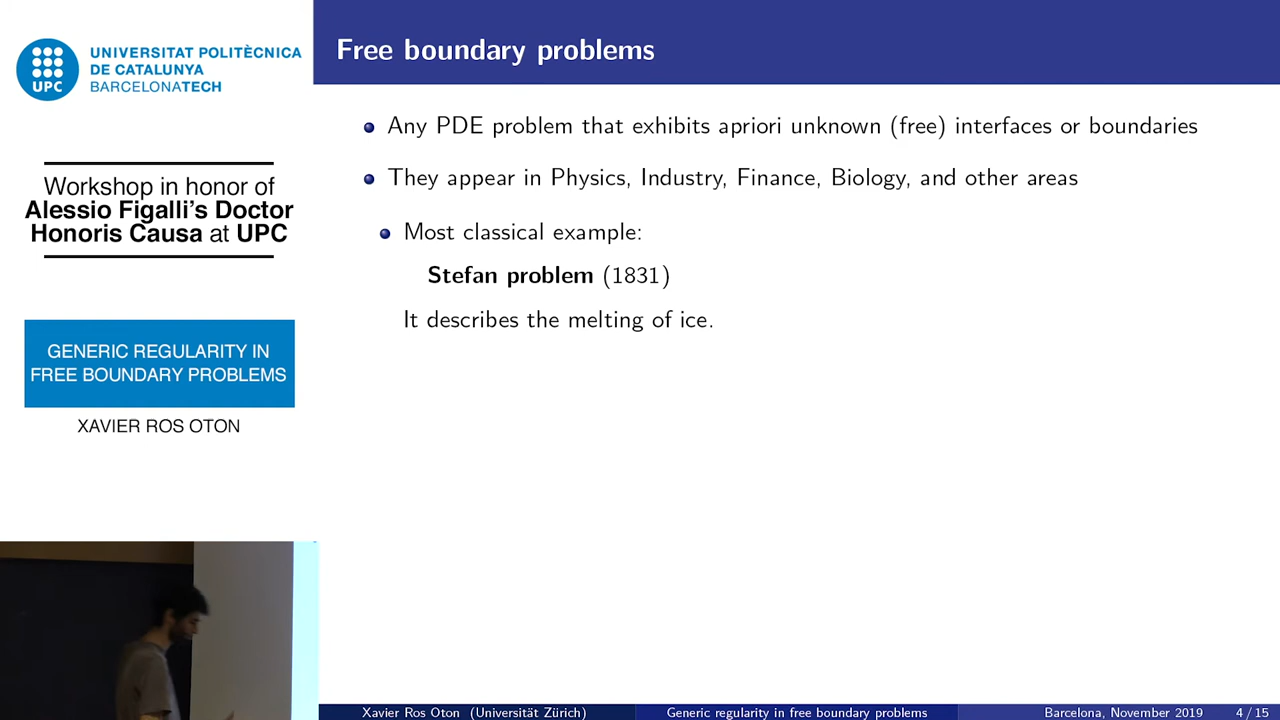 UNIVERSITAT POLITÈCNICA
DE CATALUNYA
BARCELONATECH
UPC
Workshop in honor of
Alessio Figalli's Doctor
Honoris Causa at UPC
GENERIC REGULARITY IN
FREE BOUNDARY PROBLEMS
XAVIER ROS OTON
Free boundary problems
Any PDE problem that exhibits apriori unknown (free) interfaces or boundaries
They appear in Physics, Industry, Finance, Biology, and other areas
Most classical example:
Stefan problem (1831)
It describes the melting of ice.
Xavier Ros Oton (Universität Zürich)
Generic regularity in free boundary problems
Barcelona, November 2019
4 / 15